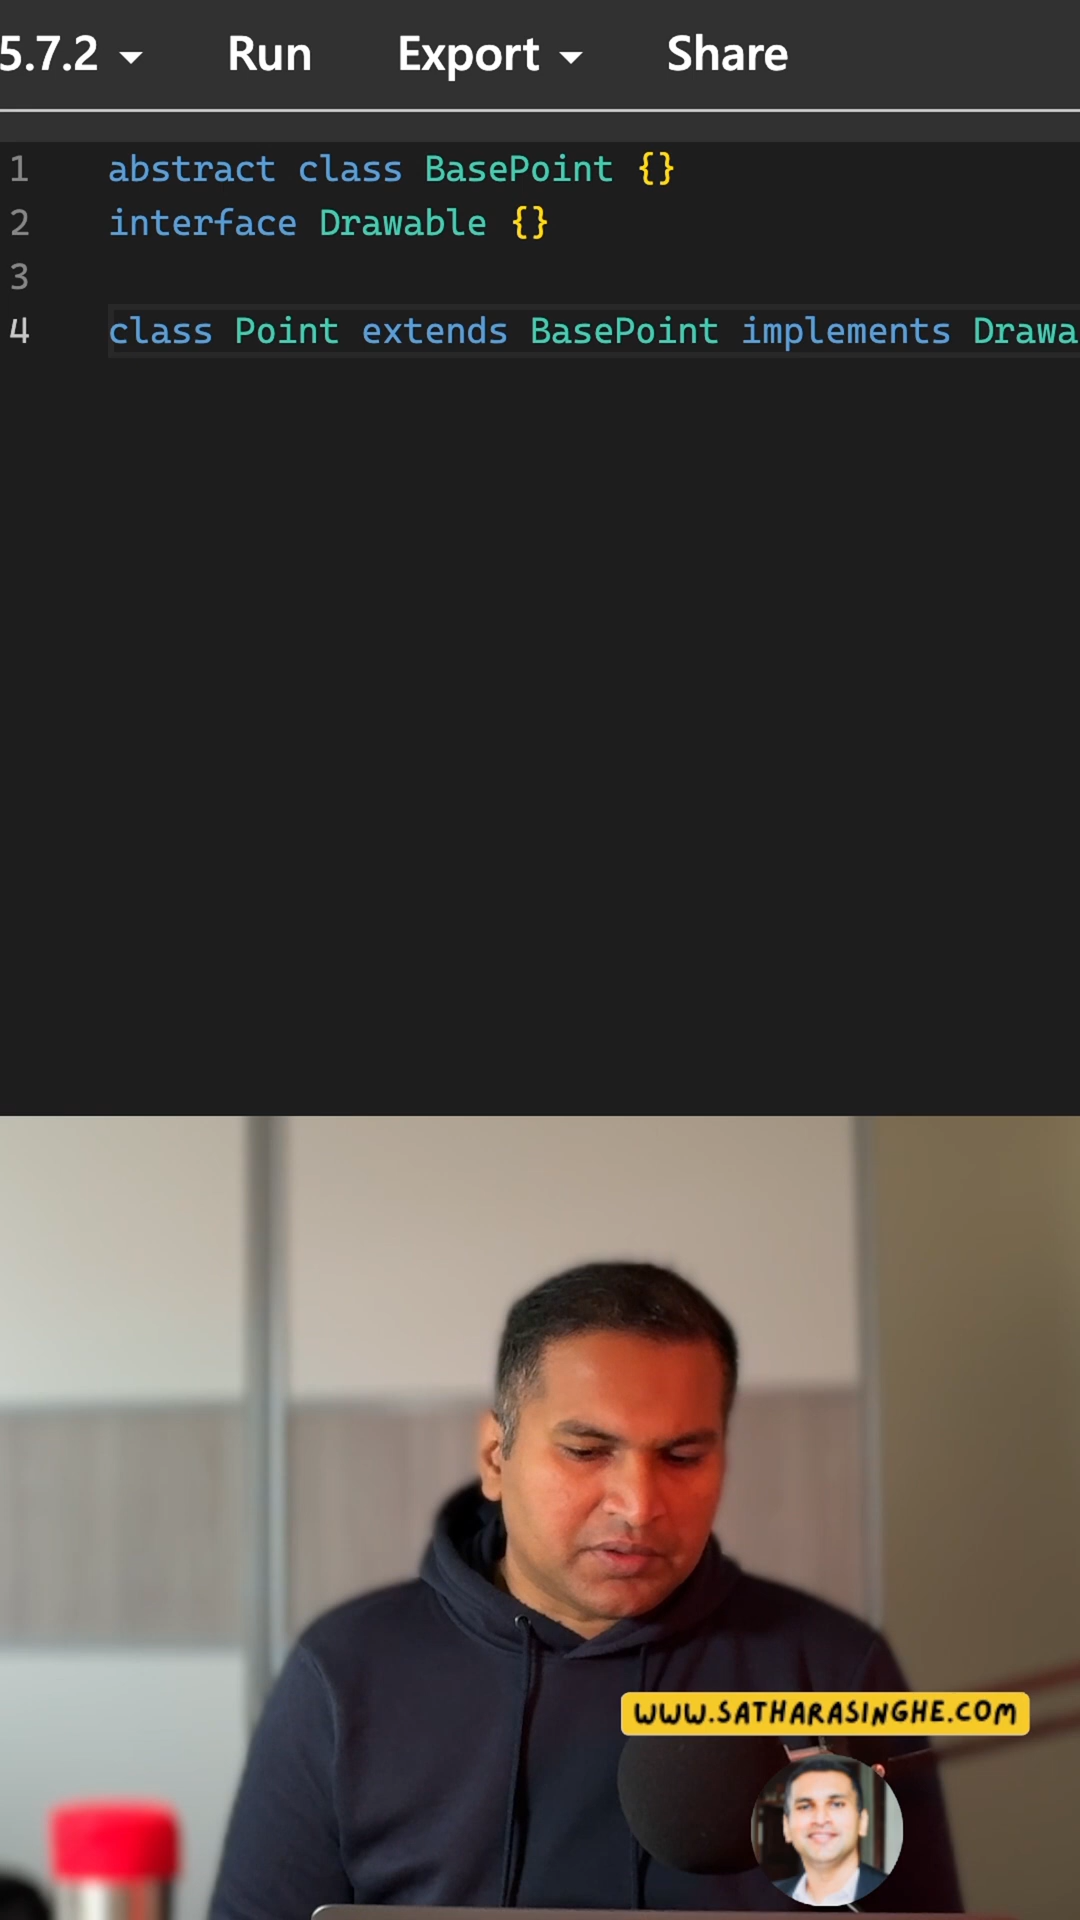 5.7.2 Run Export Share
1 abstract class BasePoint {}
2 interface Drawable {}
3
4 class Point extends BasePoint implements Drawa
WWW.SATHARASINGHE.COM